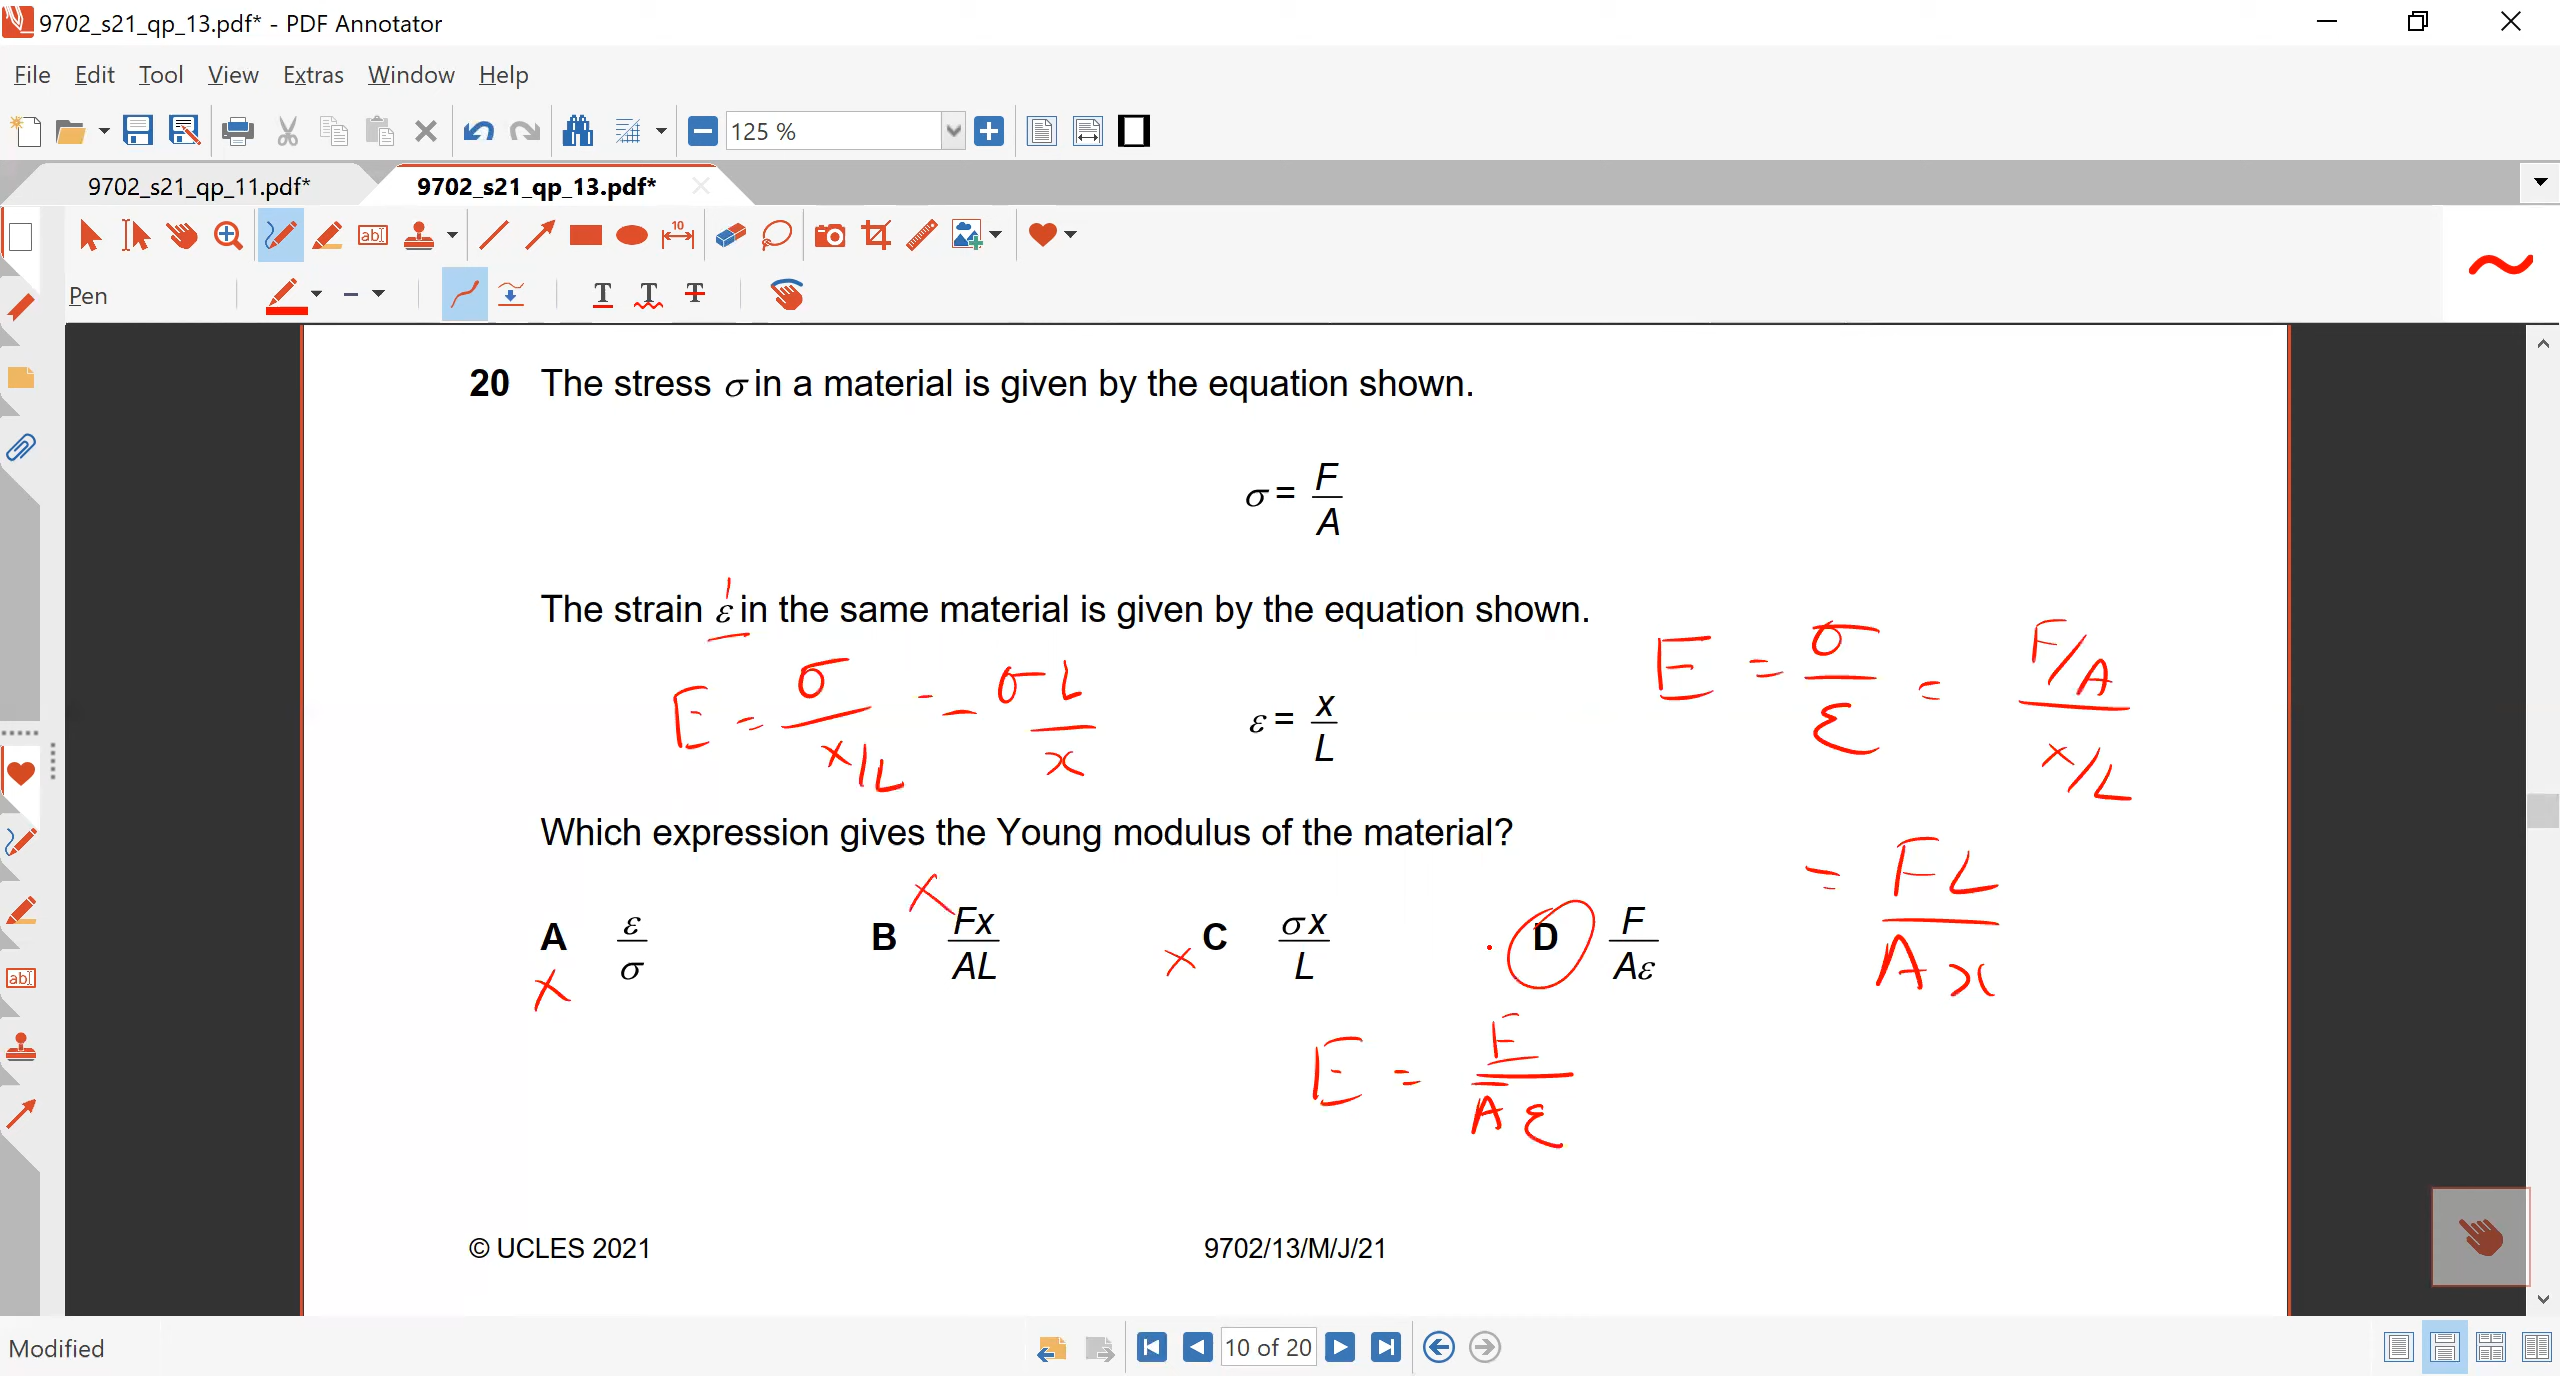 9702_s21_qp_13.pdf* - PDF Annotator
File Edit Tool View Extras Window Help
125 %
9702_s21_qp_11.pdf* 9702_s21_qp_13.pdf*
ab 10
Pen T T T
20 The stress σ in a material is given by the equation shown.
σ = F/A
The strain ε in the same material is given by the equation shown.
E = σ/(x/L) = σL/x
ε = x/L
E = σ/ε = (F/A)/(x/L)
= FL/Ax
Which expression gives the Young modulus of the material?
A ε/σ B Fx/AL C σx/L D F/Aε
x x x
E = F/Aε
© UCLES 2021 9702/13/M/J/21
ab
Modified 10 of 20